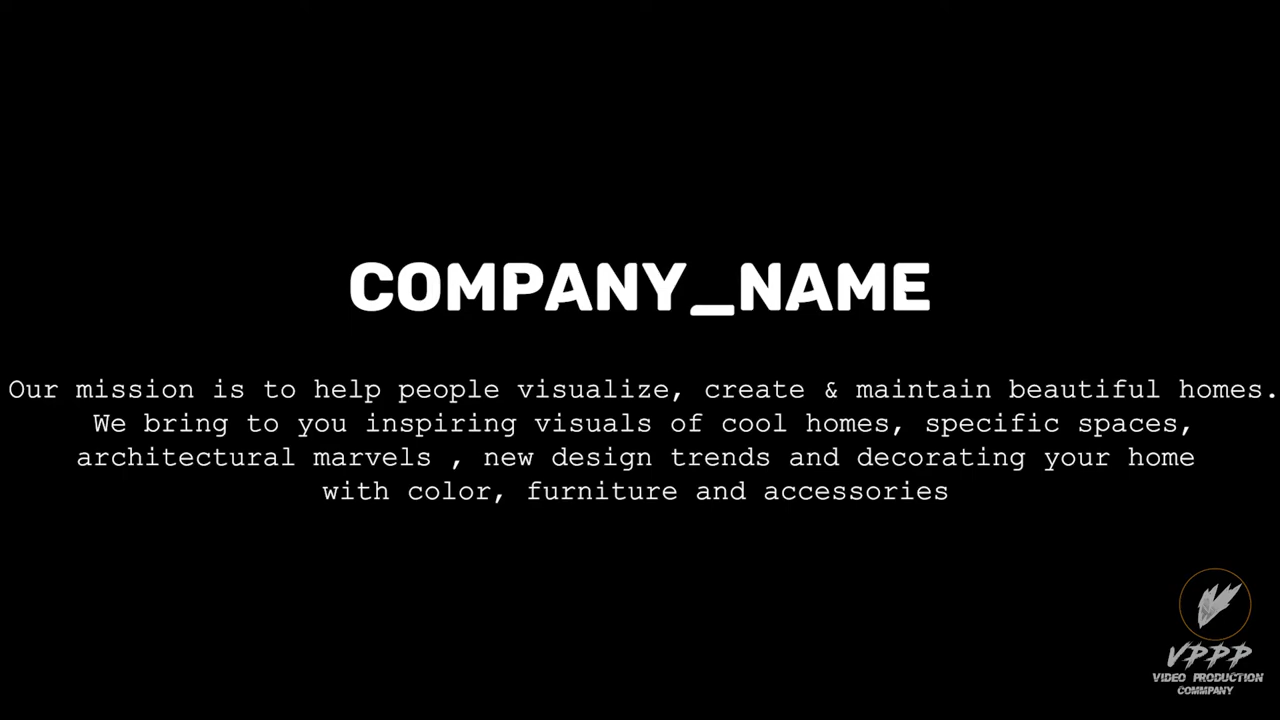 COMPANY_NAME
Our mission is to help people visualize, create & maintain beautiful homes.
We bring to you inspiring visuals of cool homes, specific spaces,
architectural marvels , new design trends and decorating your home
with color, furniture and accessories
VPPP
VIDEO PRODUCTION
COMMPANY